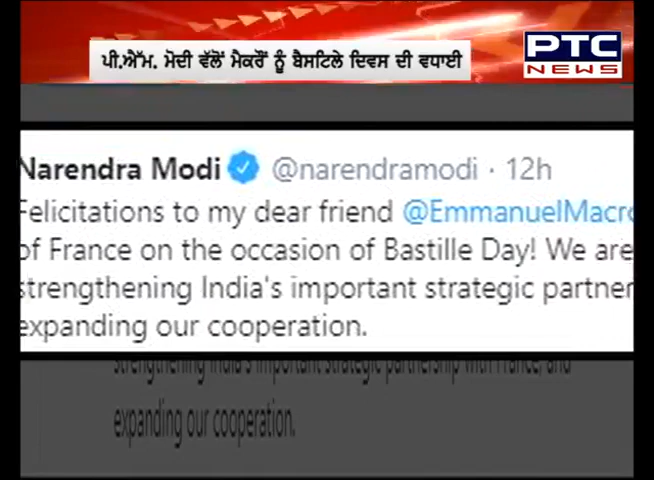 ਪੀ.ਐੱਮ. ਮੋਦੀ ਵੱਲੋਂ ਮੈਕਰੌਂ ਨੂੰ ਬੈਸਟਿਲੇ ਦਿਵਸ ਦੀ ਵਧਾਈ
PTC
NEWS
Narendra Modi @narendramodi · 12h
Felicitations to my dear friend @EmmanuelMacro
of France on the occasion of Bastille Day! We are
strengthening India's important strategic partner
expanding our cooperation.
strengthening India's important strategic partnership with France, and
expanding our cooperation.